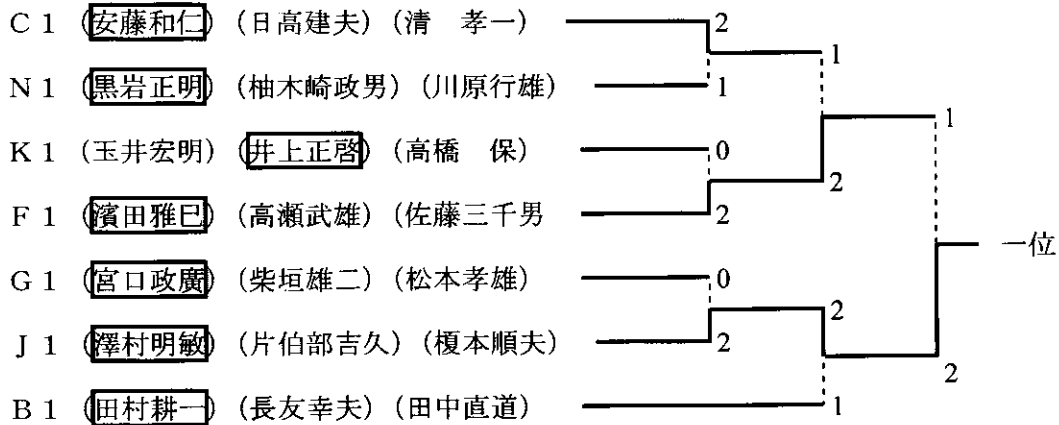 C 1 (安藤和仁) (日高建夫) (清 孝一) 2
1
N 1 (黒岩正明) (柚木崎政男) (川原行雄) 1
1
K 1 (玉井宏明) (井上正啓) (高橋 保) 0
2
F 1 (濱田雅巳) (高瀬武雄) (佐藤三千男 2
一位
G 1 (宮口政廣) (柴垣雄二) (松本孝雄) 0
2
J 1 (澤村明敏) (片伯部吉久) (榎本順夫) 2
2
B 1 (田村耕一) (長友幸夫) (田中直道) 1